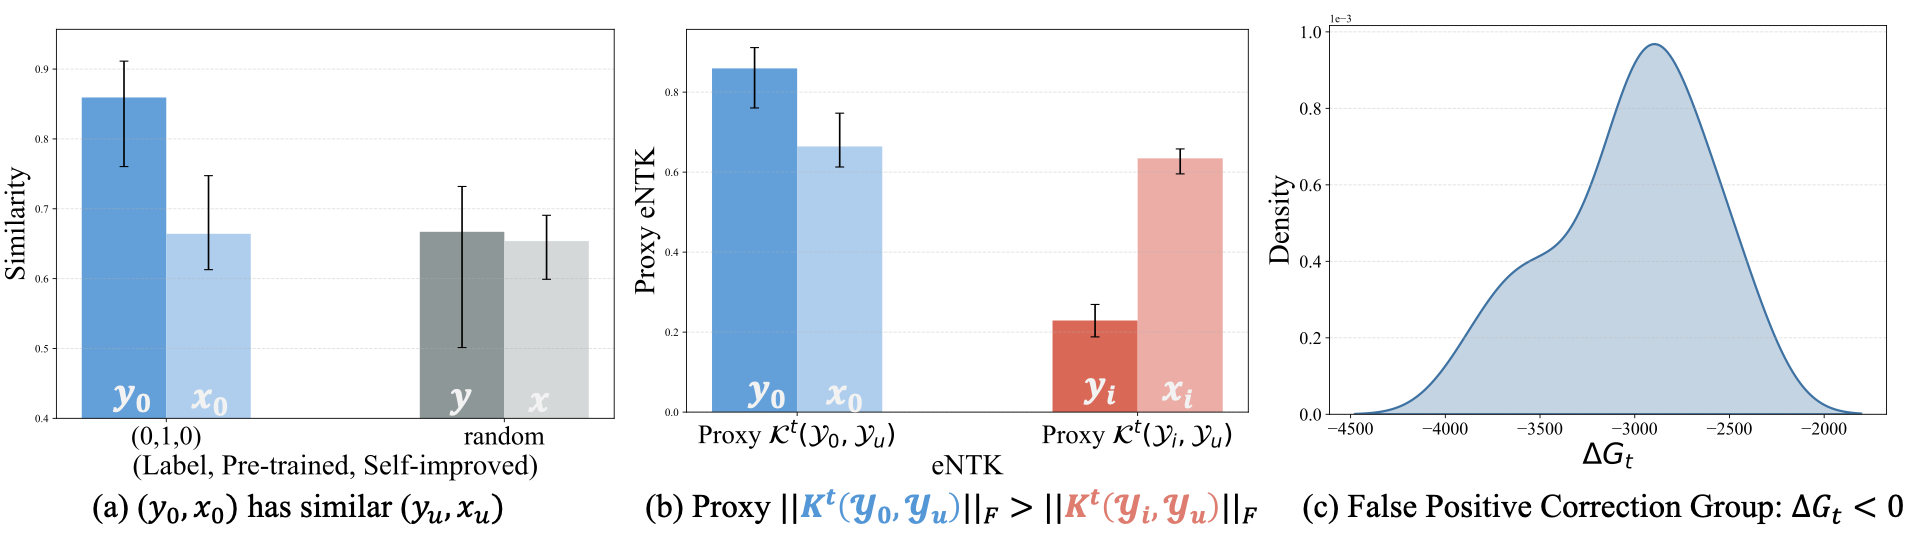 Similarity
0.9
0.8
0.7
0.6
0.5
0.4
y₀ x₀
y x
(0,1,0) random
(Label, Pre-trained, Self-improved)
(a) (y₀, x₀) has similar (yᵤ, xᵤ)
Proxy eNTK
0.8
0.6
0.4
0.2
0.0
y₀ x₀
yᵢ xᵢ
Proxy 𝒦ᵗ(𝒴₀, 𝒴ᵤ) Proxy 𝒦ᵗ(𝒴ᵢ, 𝒴ᵤ)
eNTK
(b) Proxy ||Kᵗ(𝒴₀, 𝒴ᵤ)||F > ||Kᵗ(𝒴ᵢ, 𝒴ᵤ)||F
1e−3
Density
1.0
0.8
0.6
0.4
0.2
0.0
−4500 −4000 −3500 −3000 −2500 −2000
ΔGₜ
(c) False Positive Correction Group: ΔGₜ < 0